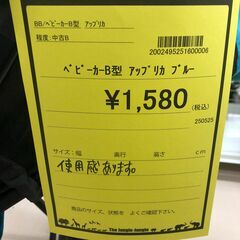 BB/ベビーカーB型 アップリカ
程度:中古B
2002495251600006
ベビーカーB型 アップリカ ブルー
¥1,580(税込)
250525
サイズ:幅 奥行 高さ cm
使用感あります。
商品のサイズ、状態を よくご確認下さい。
The Jungle Jungle